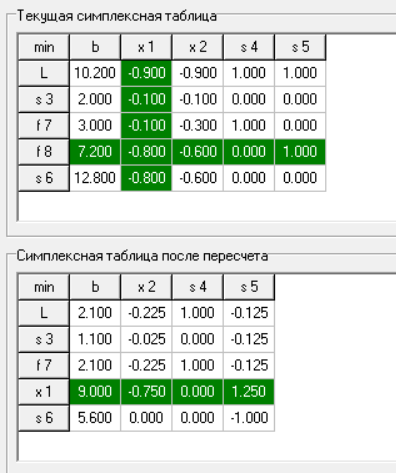 Текущая симплексная таблица
min b x 1 x 2 s 4 s 5
L 10.200 -0.900 -0.900 1.000 1.000
s 3 2.000 -0.100 -0.100 0.000 0.000
f 7 3.000 -0.100 -0.300 1.000 0.000
f 8 7.200 -0.800 -0.600 0.000 1.000
s 6 12.800 -0.800 -0.600 0.000 0.000
Симплексная таблица после пересчета
min b x 2 s 4 s 5
L 2.100 -0.225 1.000 -0.125
s 3 1.100 -0.025 0.000 -0.125
f 7 2.100 -0.225 1.000 -0.125
x 1 9.000 -0.750 0.000 1.250
s 6 5.600 0.000 0.000 -1.000